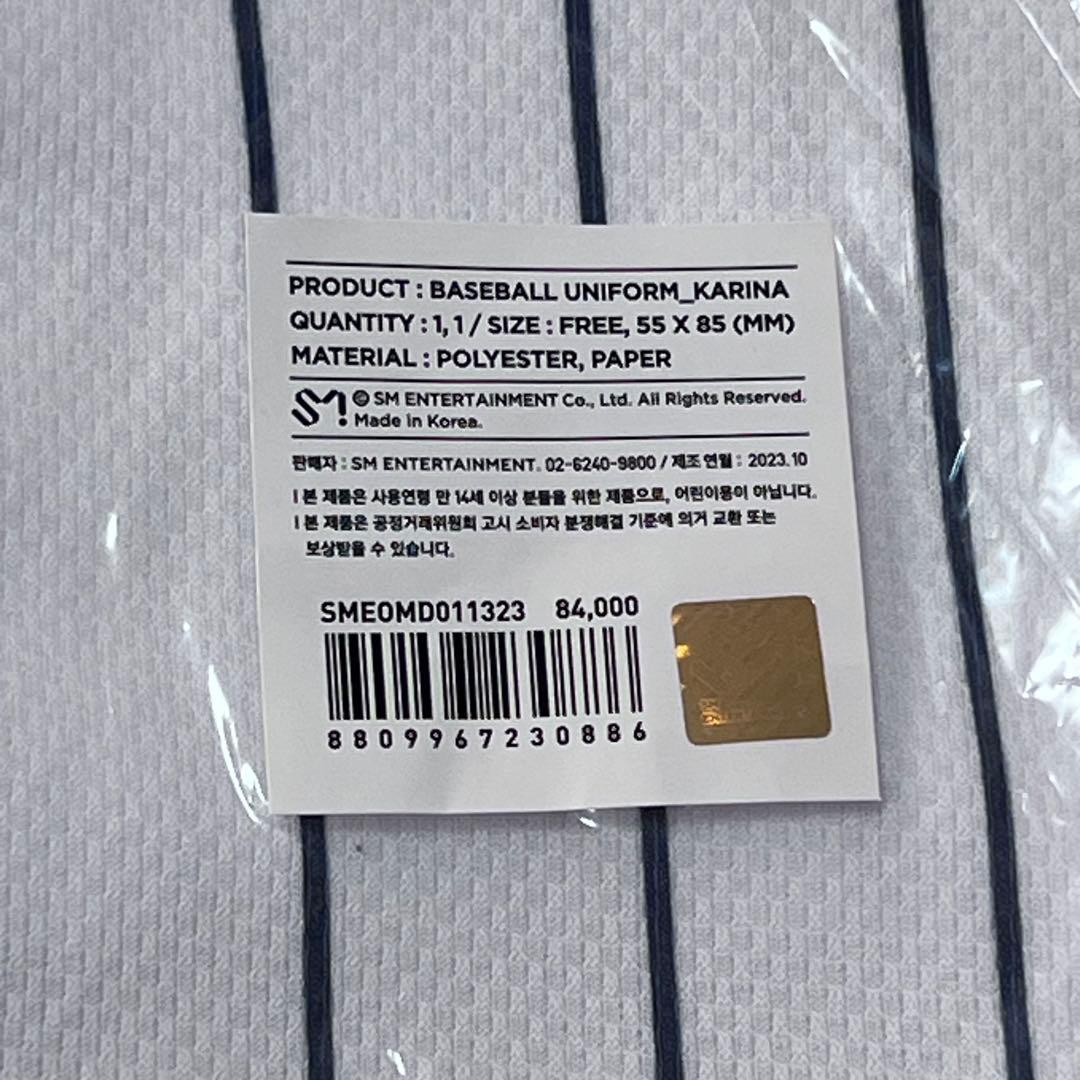 PRODUCT : BASEBALL UNIFORM_KARINA
QUANTITY : 1, 1 / SIZE : FREE, 55 X 85 (MM)
MATERIAL : POLYESTER, PAPER
SM
© SM ENTERTAINMENT Co., Ltd. All Rights Reserved.
Made in Korea.
판매자 : SM ENTERTAINMENT. 02-6240-9800 / 제조 연월 : 2023.10
I 본 제품은 사용연령 만 14세 이상 분들을 위한 제품으로, 어린이용이 아닙니다.
I 본 제품은 공정거래위원회 고시 소비자 분쟁해결 기준에 의거 교환 또는
보상받을 수 있습니다.
SMEOMD011323 84,000
8809967230886